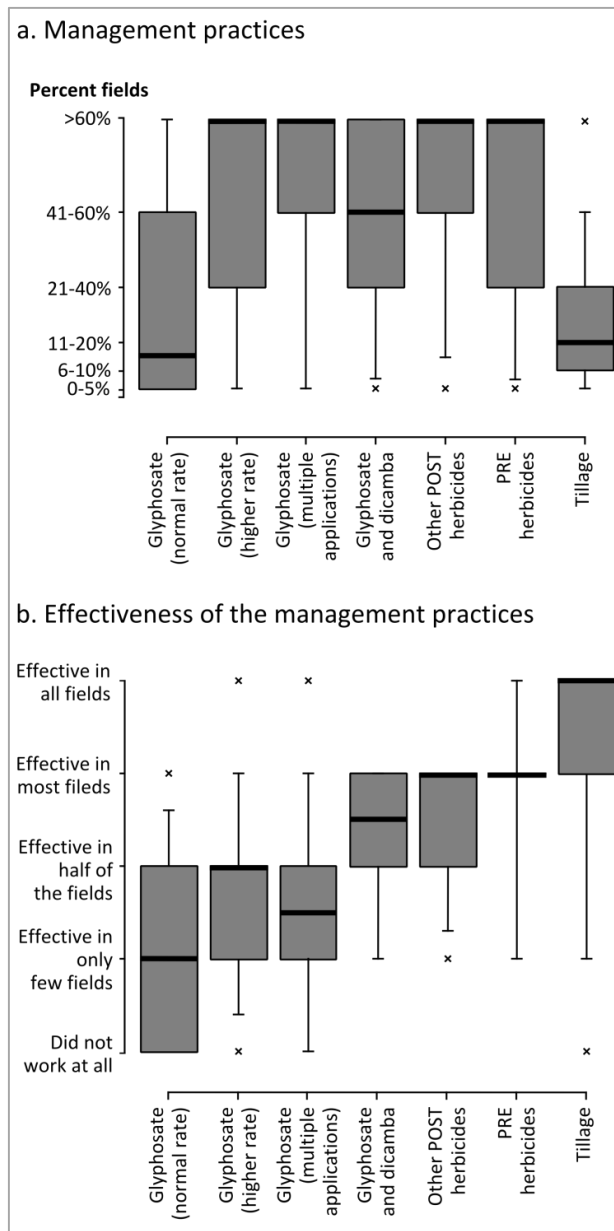 a. Management practices
Percent fields
>60%
41-60%
21-40%
11-20%
6-10%
0-5%
Glyphosate
(normal rate)
Glyphosate
(higher rate)
Glyphosate
(multiple
applications)
Glyphosate
and dicamba
Other POST
herbicides
PRE
herbicides
Tillage
b. Effectiveness of the management practices
Effective in
all fields
Effective in
most fileds
Effective in
half of
the fields
Effective in
only
few fields
Did not
work at all
Glyphosate
(normal rate)
Glyphosate
(higher rate)
Glyphosate
(multiple
applications)
Glyphosate
and dicamba
Other POST
herbicides
PRE
herbicides
Tillage